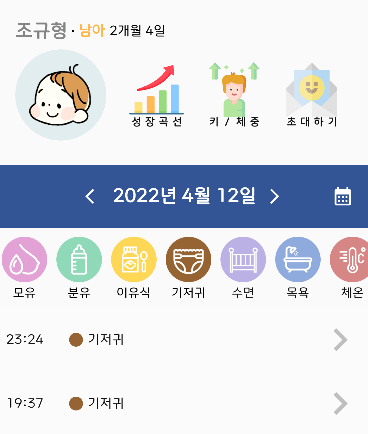 조규형 · 남아 2개월 4일
성장곡선 키 / 체중 초대하기
2022년 4월 12일
모유 분유 이유식 기저귀 수면 목욕 체온
23:24 기저귀
19:37 기저귀